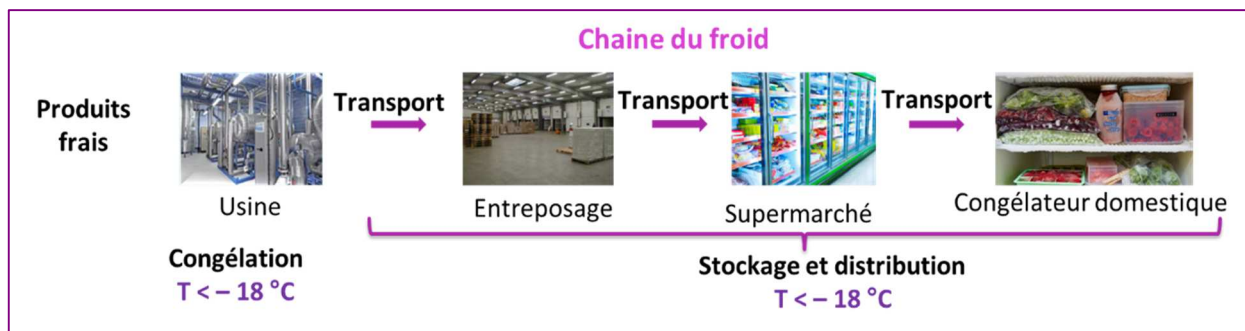 Chaine du froid
Produits
frais
Transport
Transport
Transport
Usine
Entreposage
Supermarché
Congélateur domestique
Congélation
T < – 18 °C
Stockage et distribution
T < – 18 °C